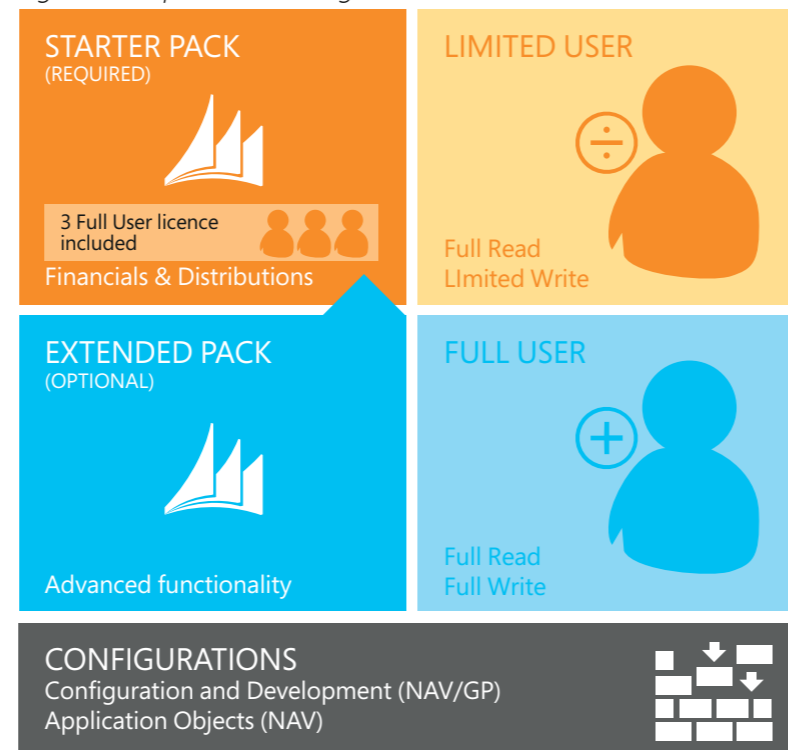 STARTER PACK
(REQUIRED)
3 Full User licence
included
Financials & Distributions
LIMITED USER
Full Read
LImited Write
EXTENDED PACK
(OPTIONAL)
Advanced functionality
FULL USER
Full Read
Full Write
CONFIGURATIONS
Configuration and Development (NAV/GP)
Application Objects (NAV)